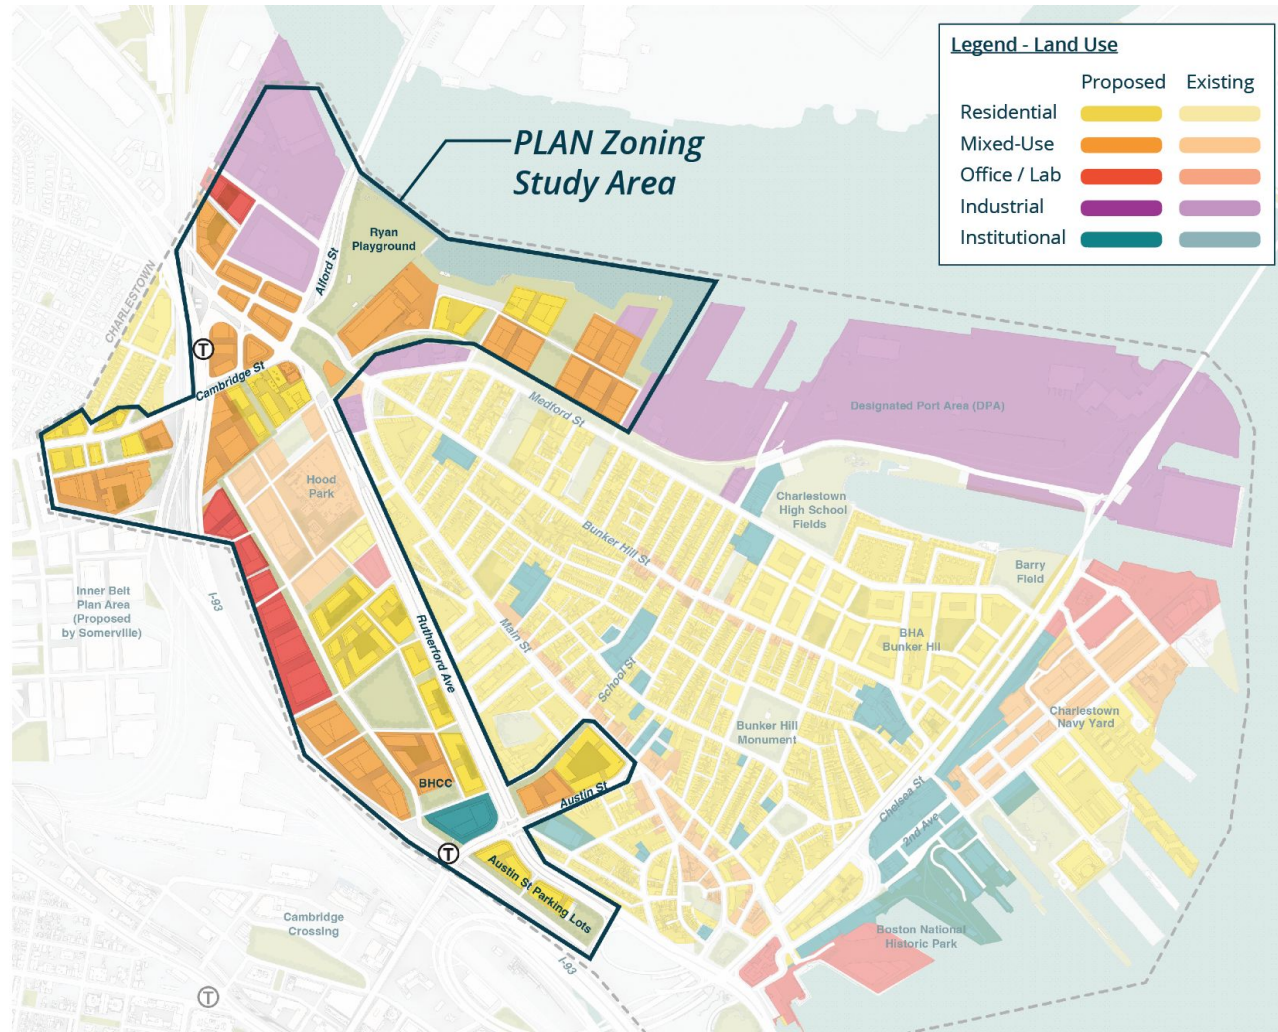 Legend - Land Use
Proposed Existing
Residential
Mixed-Use
Office / Lab
Industrial
Institutional
PLAN Zoning
Study Area
Ryan
Playground
Alford St
CHARLESTOWN
T
Cambridge St
Medford St
Designated Port Area (DPA)
Hood
Park
Charlestown
High School
Fields
Bunker Hill St
Barry
Field
Inner Belt
Plan Area
(Proposed
by Somerville)
I-93
Main St
Rutherford Ave
School St
BHA
Bunker Hil
Bunker Hill
Monument
Charlestown
Navy Yard
BHCC
Austin St
Chelsea St
2nd Ave
T
Austin St Parking Lots
Cambridge
Crossing
Boston National
Historic Park
I-93
T